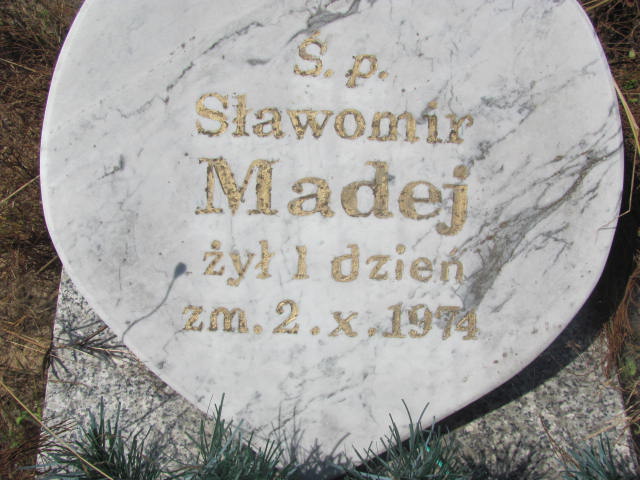 Ś. p.
Sławomir
Madej
żył 1 dzień
zm. 2. x. 1974